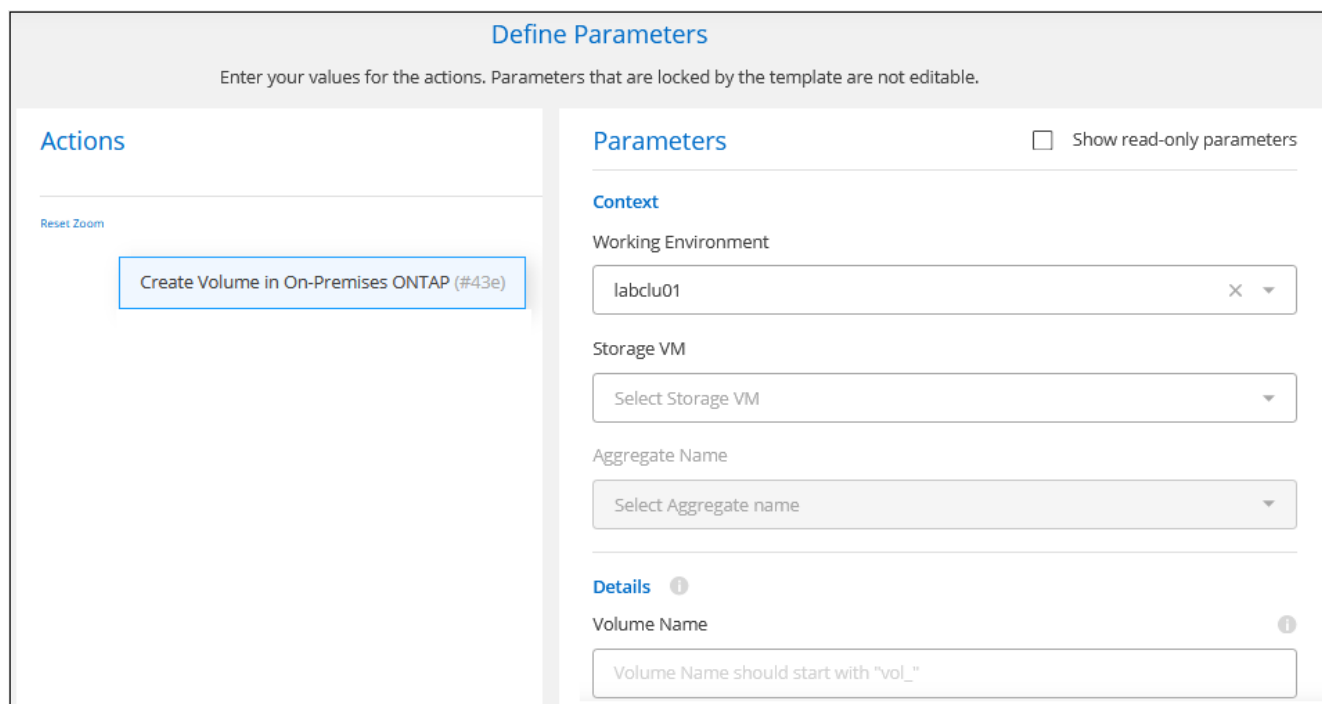 Define Parameters
Enter your values for the actions. Parameters that are locked by the template are not editable.
Actions
Reset Zoom
Create Volume in On-Premises ONTAP (#43e)
Parameters
Show read-only parameters
Context
Working Environment
labclu01
Storage VM
Select Storage VM
Aggregate Name
Select Aggregate name
Details
Volume Name
Volume Name should start with "vol_"